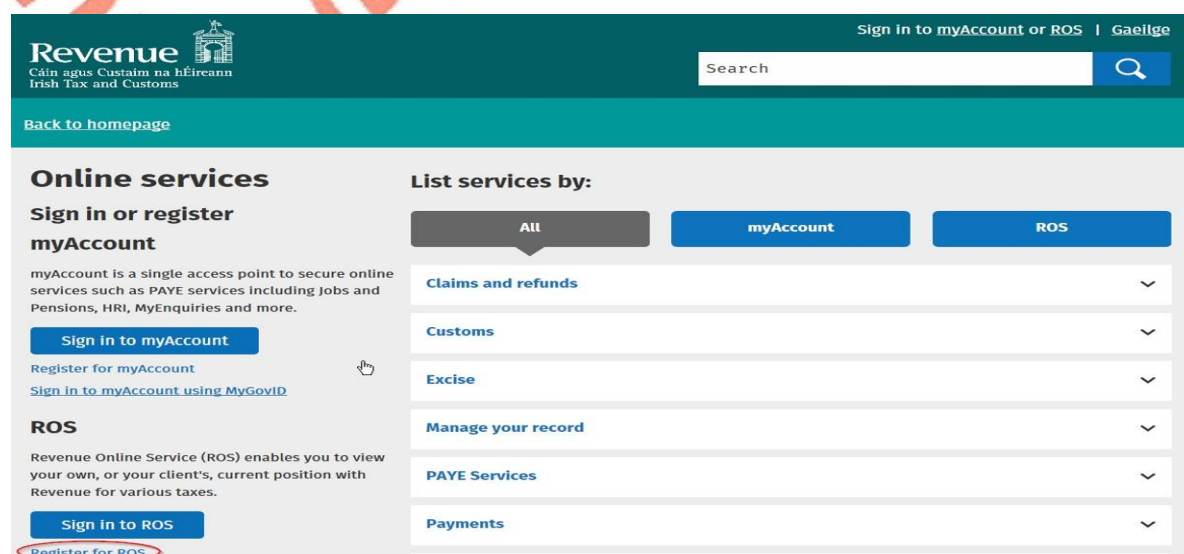 Sign in to myAccount or ROS | Gaeilge
Revenue
Cáin agus Custaim na hÉireann
Irish Tax and Customs
Search
Back to homepage
Online services
Sign in or register
myAccount
myAccount is a single access point to secure online
services such as PAYE services including Jobs and
Pensions, HRI, MyEnquiries and more.
Sign in to myAccount
Register for myAccount
Sign in to myAccount using MyGovID
ROS
Revenue Online Service (ROS) enables you to view
your own, or your client's, current position with
Revenue for various taxes.
Sign in to ROS
Register for ROS
List services by:
All
myAccount
ROS
Claims and refunds
Customs
Excise
Manage your record
PAYE Services
Payments